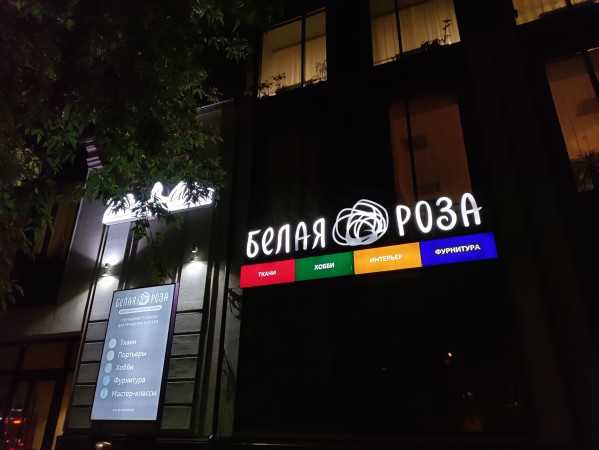 БЕЛАЯ РОЗА
ТКАНИ
ХОББИ
ИНТЕРЬЕР
ФУРНИТУРА
БЕЛАЯ РОЗА
Ткани
Портьеры
Хобби
Фурнитура
Мастер-классы